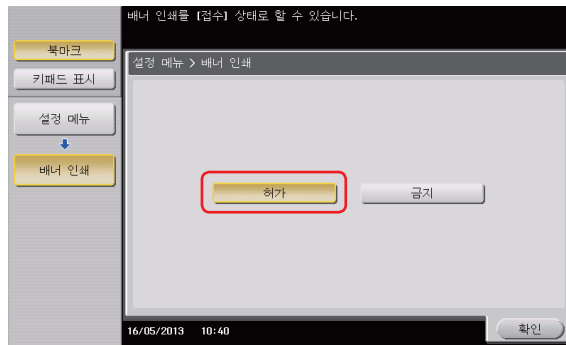 배너 인쇄를 [접수] 상태로 할 수 있습니다.
북마크
설정 메뉴 > 배너 인쇄
키패드 표시
설정 메뉴
배너 인쇄
허가
금지
16/05/2013 10:40
확인